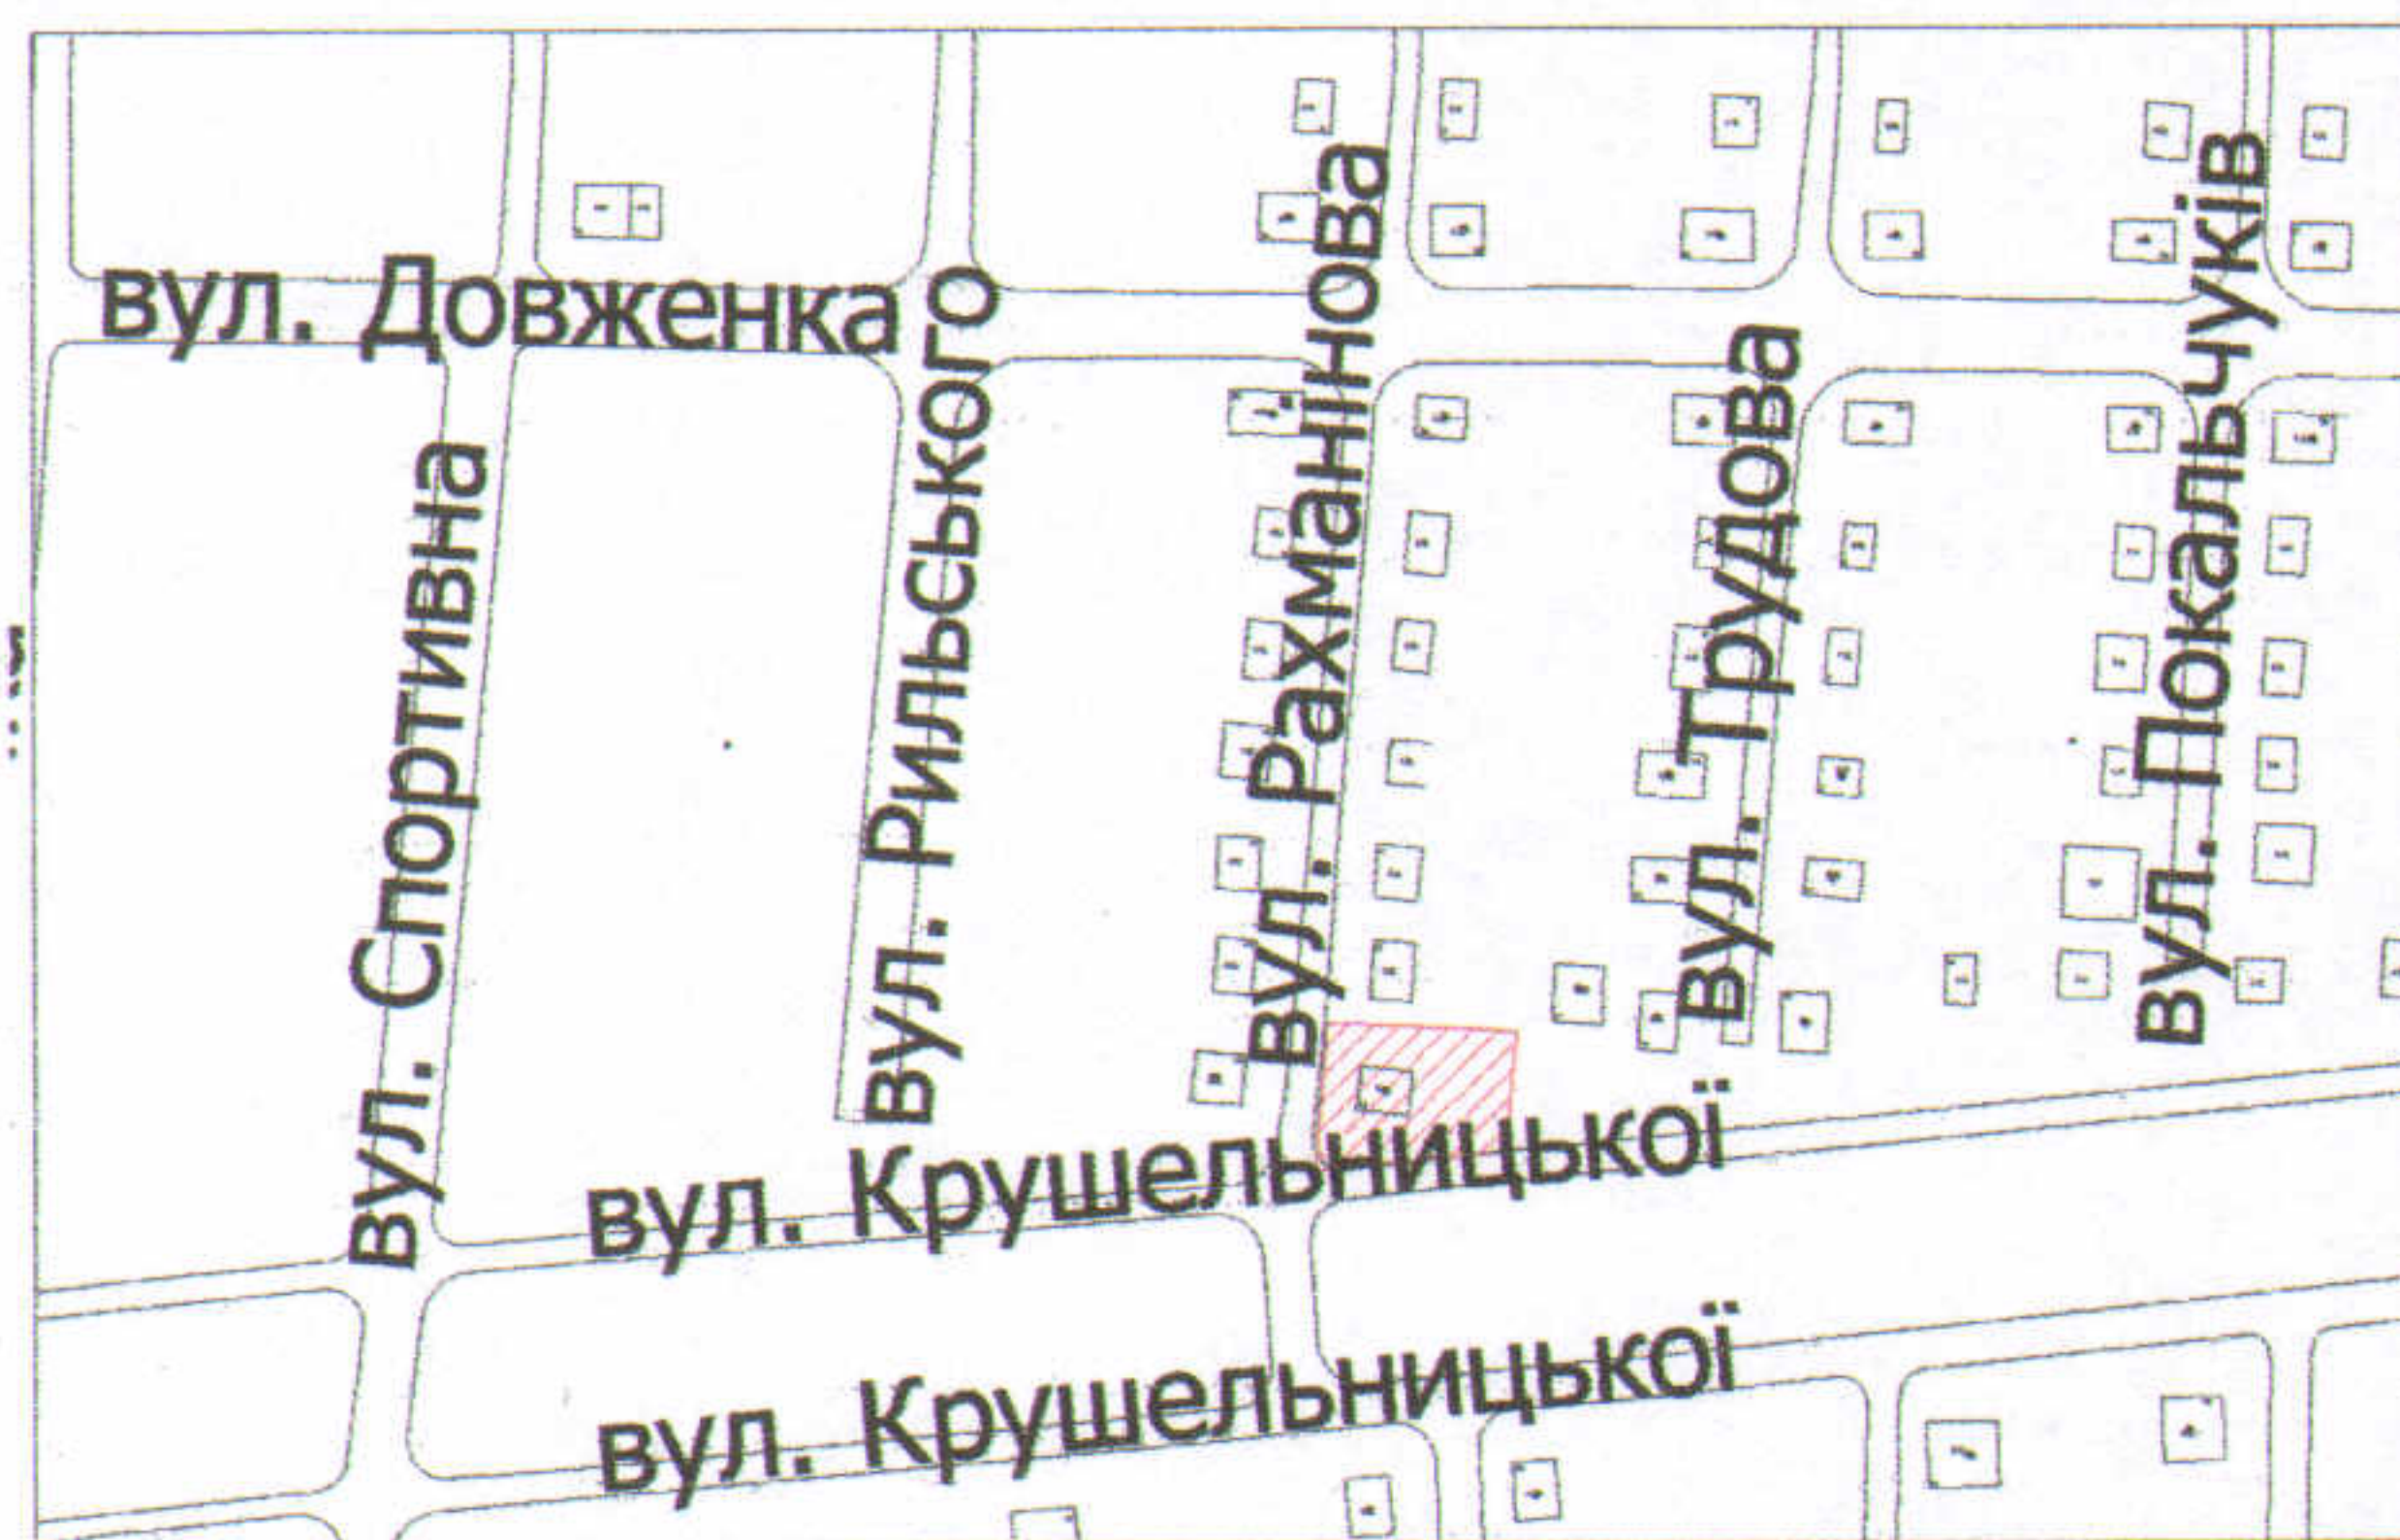 вул. Довженка
вул. Спортивна
вул. Рильського
вул. Рахманінова
вул. Трудова
вул. Покальчуків
вул. Крушельницької
вул. Крушельницької